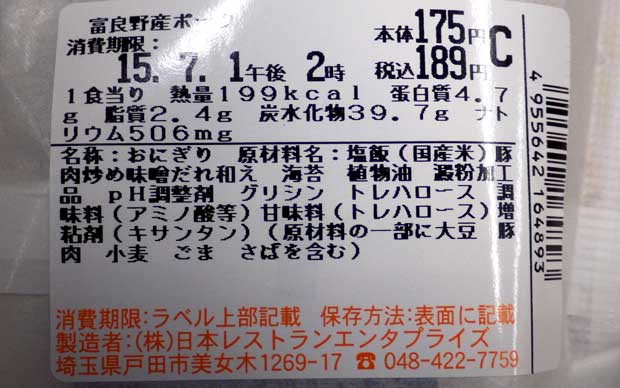 富良野産ポーク
本体175円
消費期限:
15.7.1午後2時 税込189円
C
1食当り 熱量199kcal 蛋白質4.7
g 脂質2.4g 炭水化物39.7g ナト
リウム506mg
名称:おにぎり 原材料名:塩飯(国産米)豚
肉炒め味噌だれ和え 海苔 植物油 澱粉加工
品 pH調整剤 グリシン トレハロース 調
味料(アミノ酸等)甘味料(トレハロース)増
粘剤(キサンタン)(原材料の一部に大豆 豚
肉 小麦 ごま さばを含む)
4 955642 164893
消費期限:ラベル上部記載 保存方法:表面に記載
製造者:(株)日本レストランエンタプライズ
埼玉県戸田市美女木1269-17 ☎ 048-422-7759